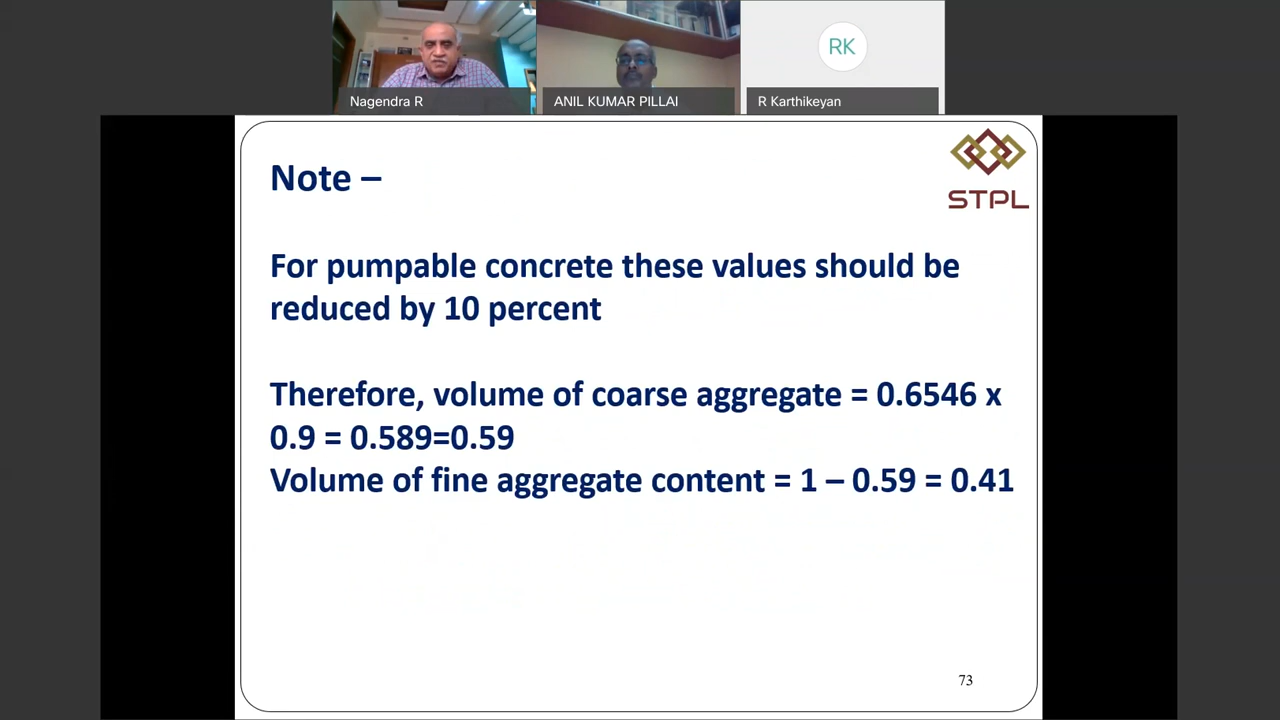 RK
Nagendra R
ANIL KUMAR PILLAI
R Karthikeyan
STPL
Note –
For pumpable concrete these values should be
reduced by 10 percent
Therefore, volume of coarse aggregate = 0.6546 x
0.9 = 0.589=0.59
Volume of fine aggregate content = 1 – 0.59 = 0.41
73